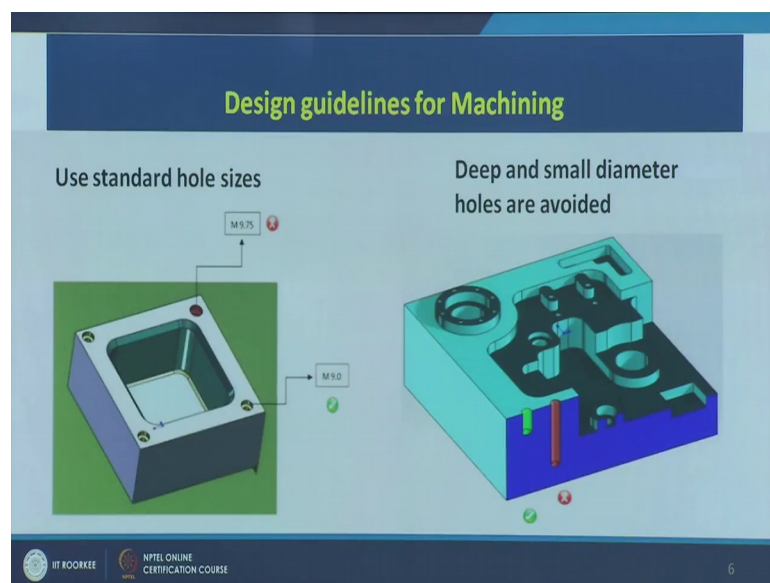 Design guidelines for Machining
Use standard hole sizes
M 9.75
M 9.0
Deep and small diameter
holes are avoided
IIT ROORKEE
NPTEL
NPTEL ONLINE
CERTIFICATION COURSE
6